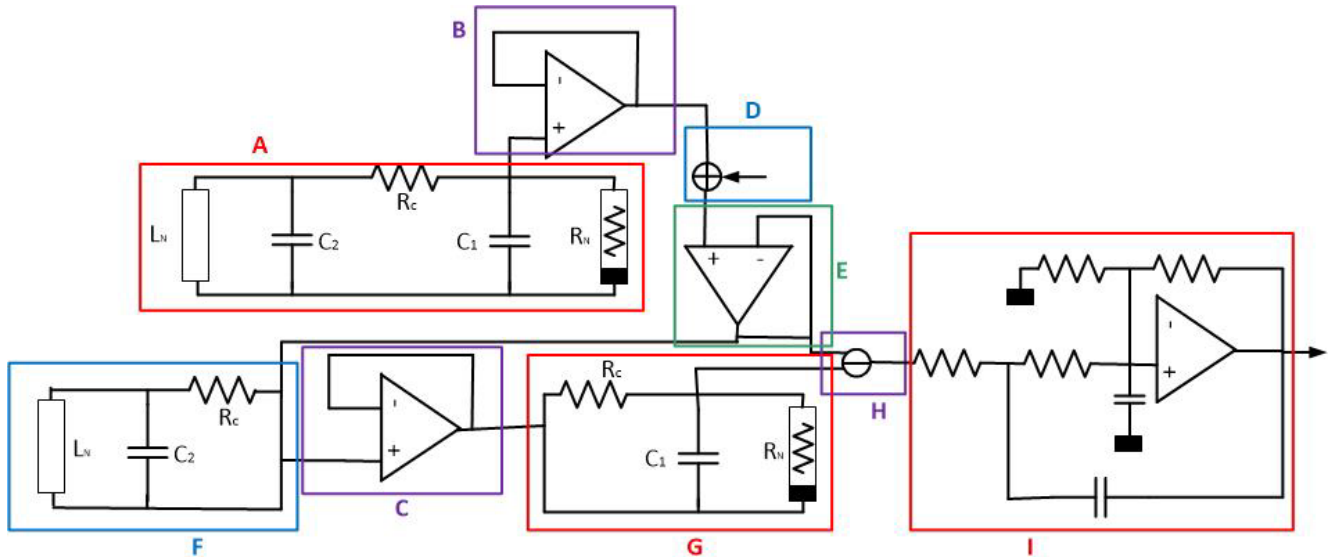 B
-
+
D
A
Rc
LN
C2
C1
RN
+ -
E
Rc
H
-
+
LN
C2
Rc
-
+
C1
RN
C
F
G
I